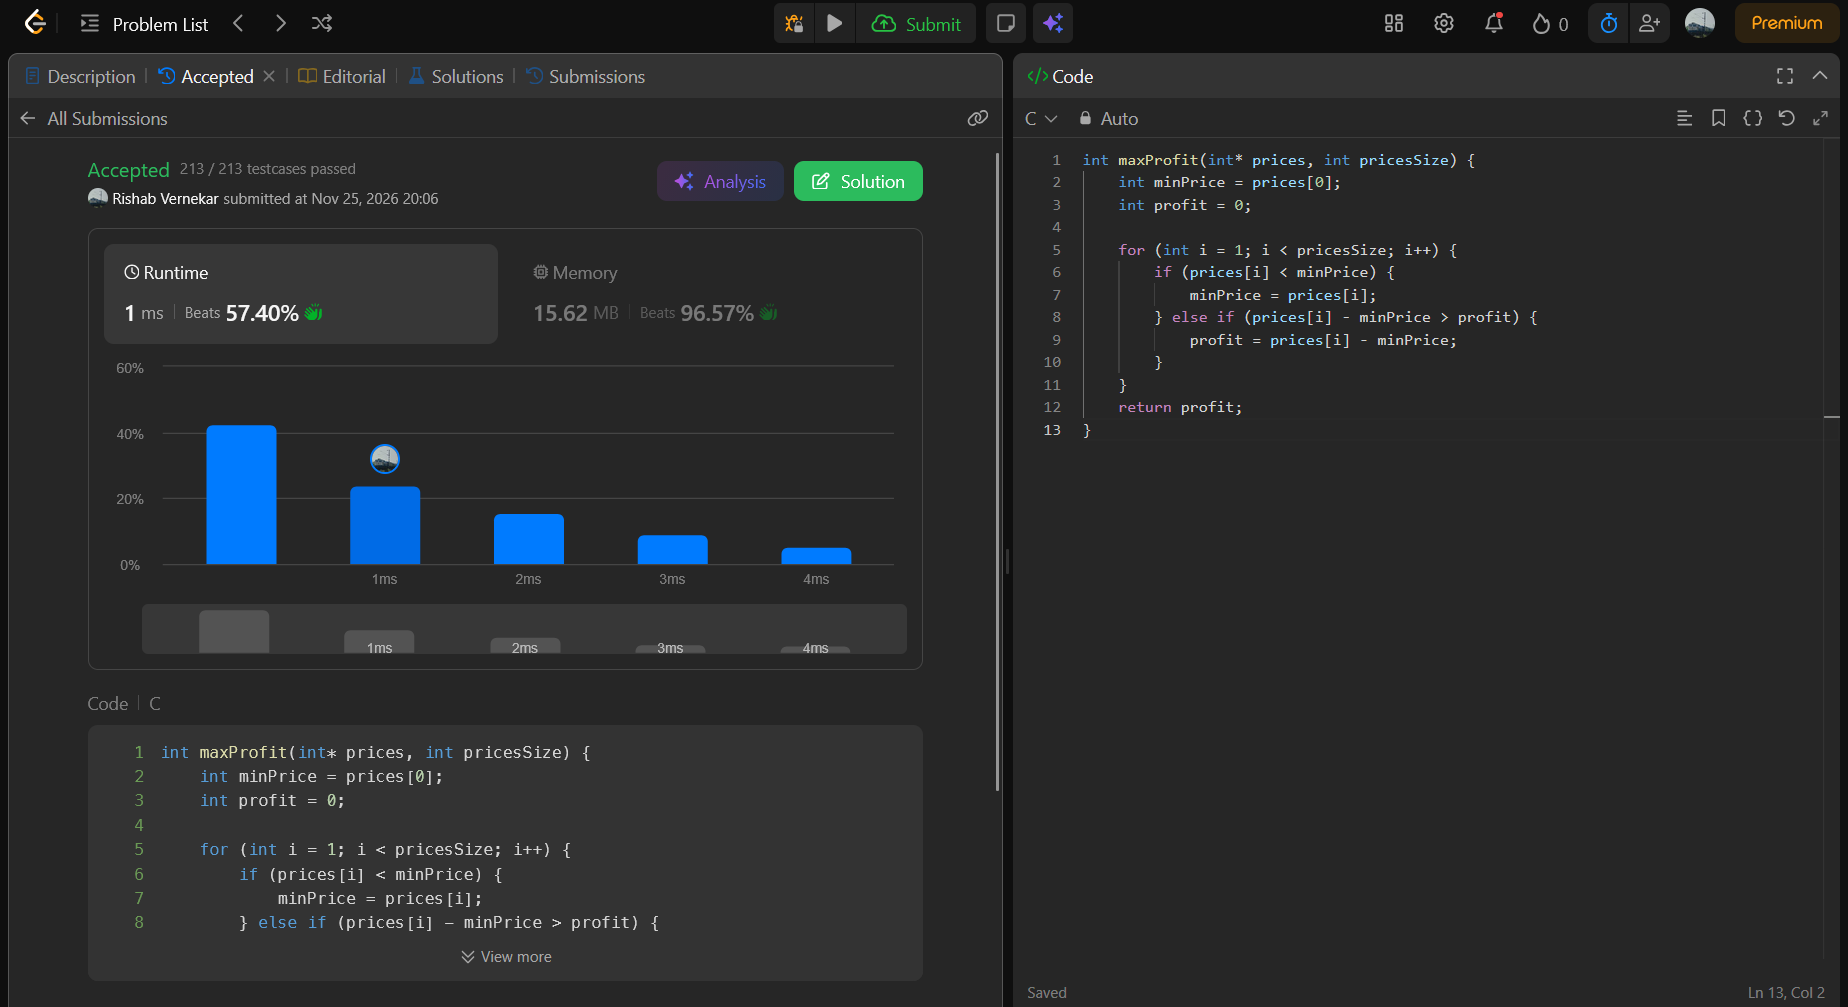 Problem List
Submit
0
Premium
Description
Accepted
Editorial
Solutions
Submissions
All Submissions
Accepted 213 / 213 testcases passed
Rishab Vernekar submitted at Nov 25, 2026 20:06
Analysis
Solution
Runtime
1 ms | Beats 57.40%
Memory
15.62 MB | Beats 96.57%
60%
40%
20%
0%
1ms 2ms 3ms 4ms
1ms 2ms 3ms 4ms
Code | C
1 int maxProfit(int* prices, int pricesSize) {
2     int minPrice = prices[0];
3     int profit = 0;
4
5     for (int i = 1; i < pricesSize; i++) {
6         if (prices[i] < minPrice) {
7             minPrice = prices[i];
8         } else if (prices[i] - minPrice > profit) {
View more
</> Code
C
Auto
1 int maxProfit(int* prices, int pricesSize) {
2     int minPrice = prices[0];
3     int profit = 0;
4
5     for (int i = 1; i < pricesSize; i++) {
6         if (prices[i] < minPrice) {
7             minPrice = prices[i];
8         } else if (prices[i] - minPrice > profit) {
9             profit = prices[i] - minPrice;
10         }
11     }
12     return profit;
13 }
Saved
Ln 13, Col 2